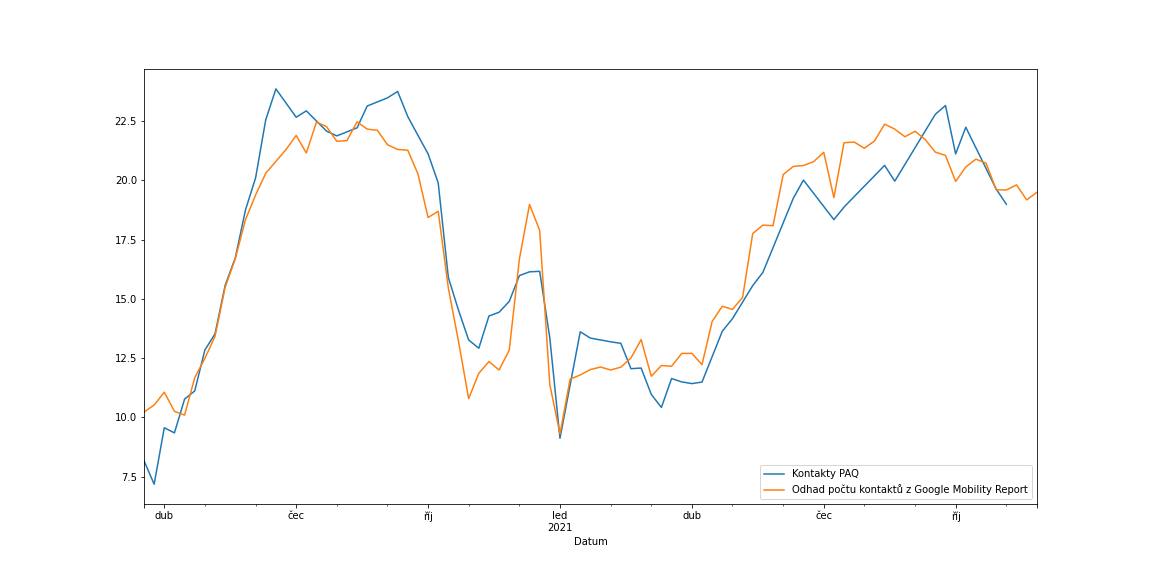 22.5
20.0
17.5
15.0
12.5
10.0
7.5
dub
čec
říj
led
2021
dub
čec
říj
Datum
Kontakty PAQ
Odhad počtu kontaktů z Google Mobility Report